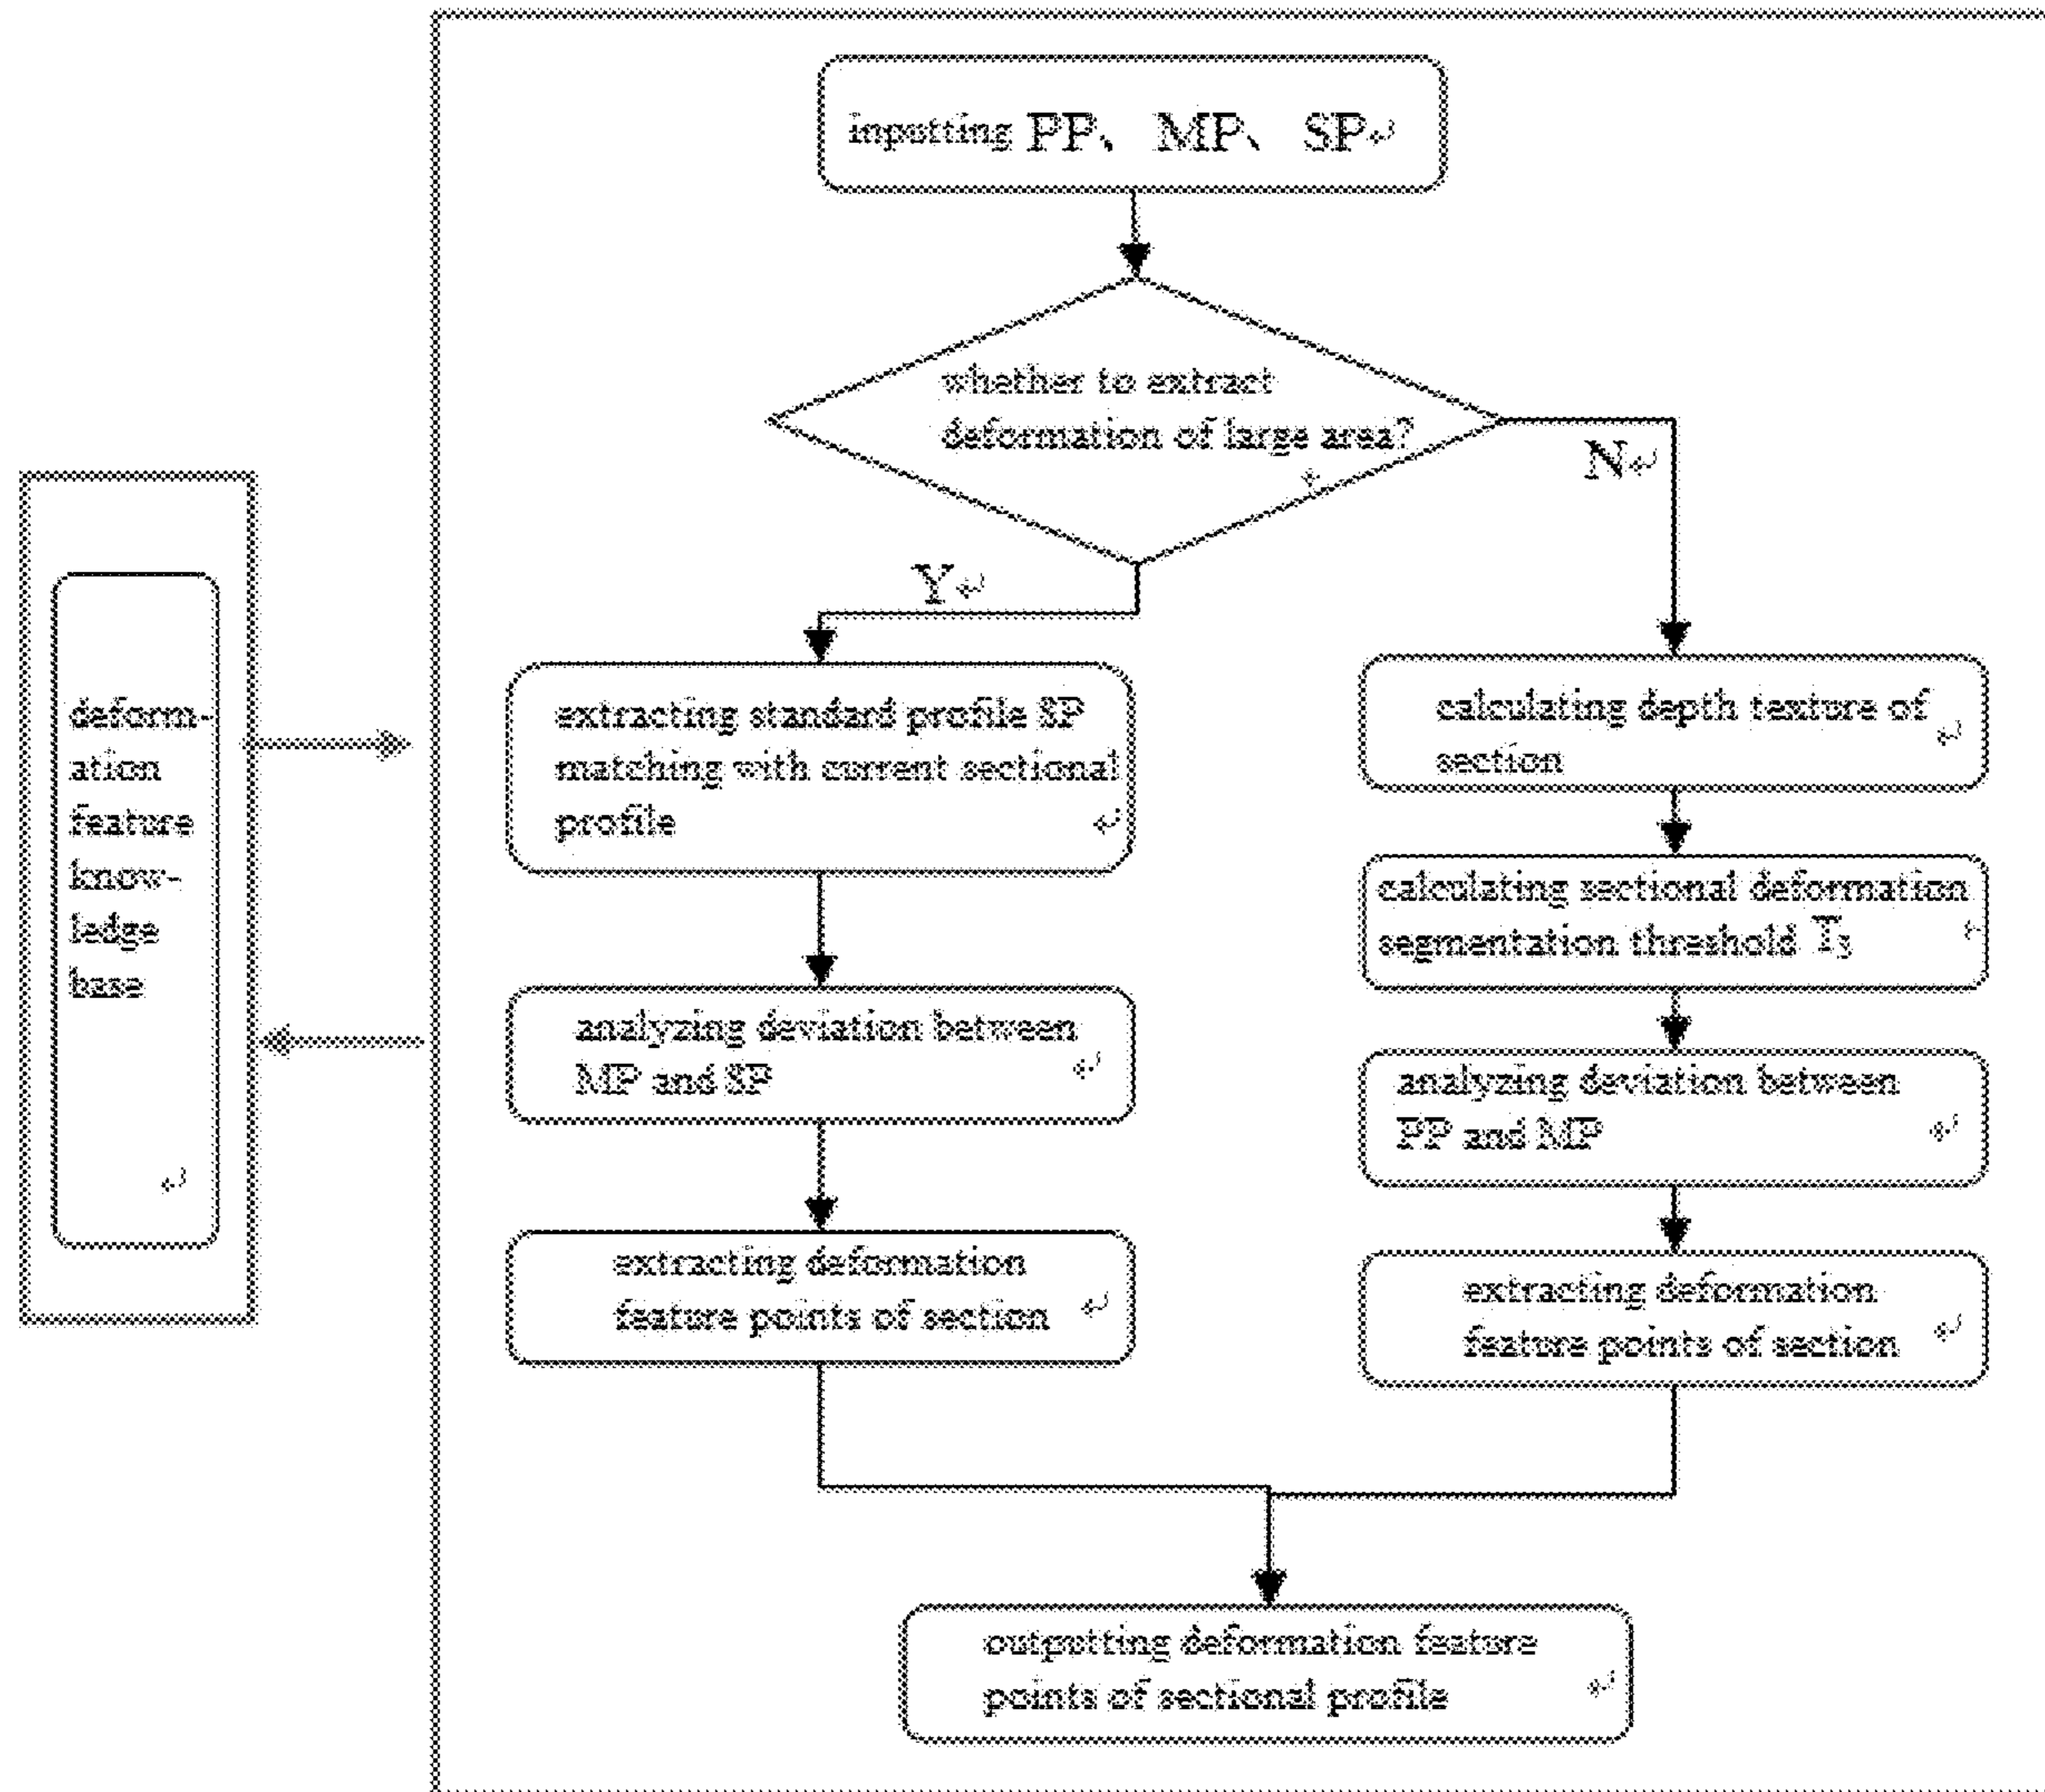 inputting PP、 MP、 SP
whether to extract
deformation of large area?
N
Y
deform-
ation
feature
know-
ledge
base
extracting standard profile SP
matching with current sectional
profile
analyzing deviation between
MP and SP
extracting deformation
feature points of section
calculating depth texture of
section
calculating sectional deformation
segmentation threshold T₃
analyzing deviation between
PP and MP
extracting deformation
feature points of section
outputting deformation feature
points of sectional profile